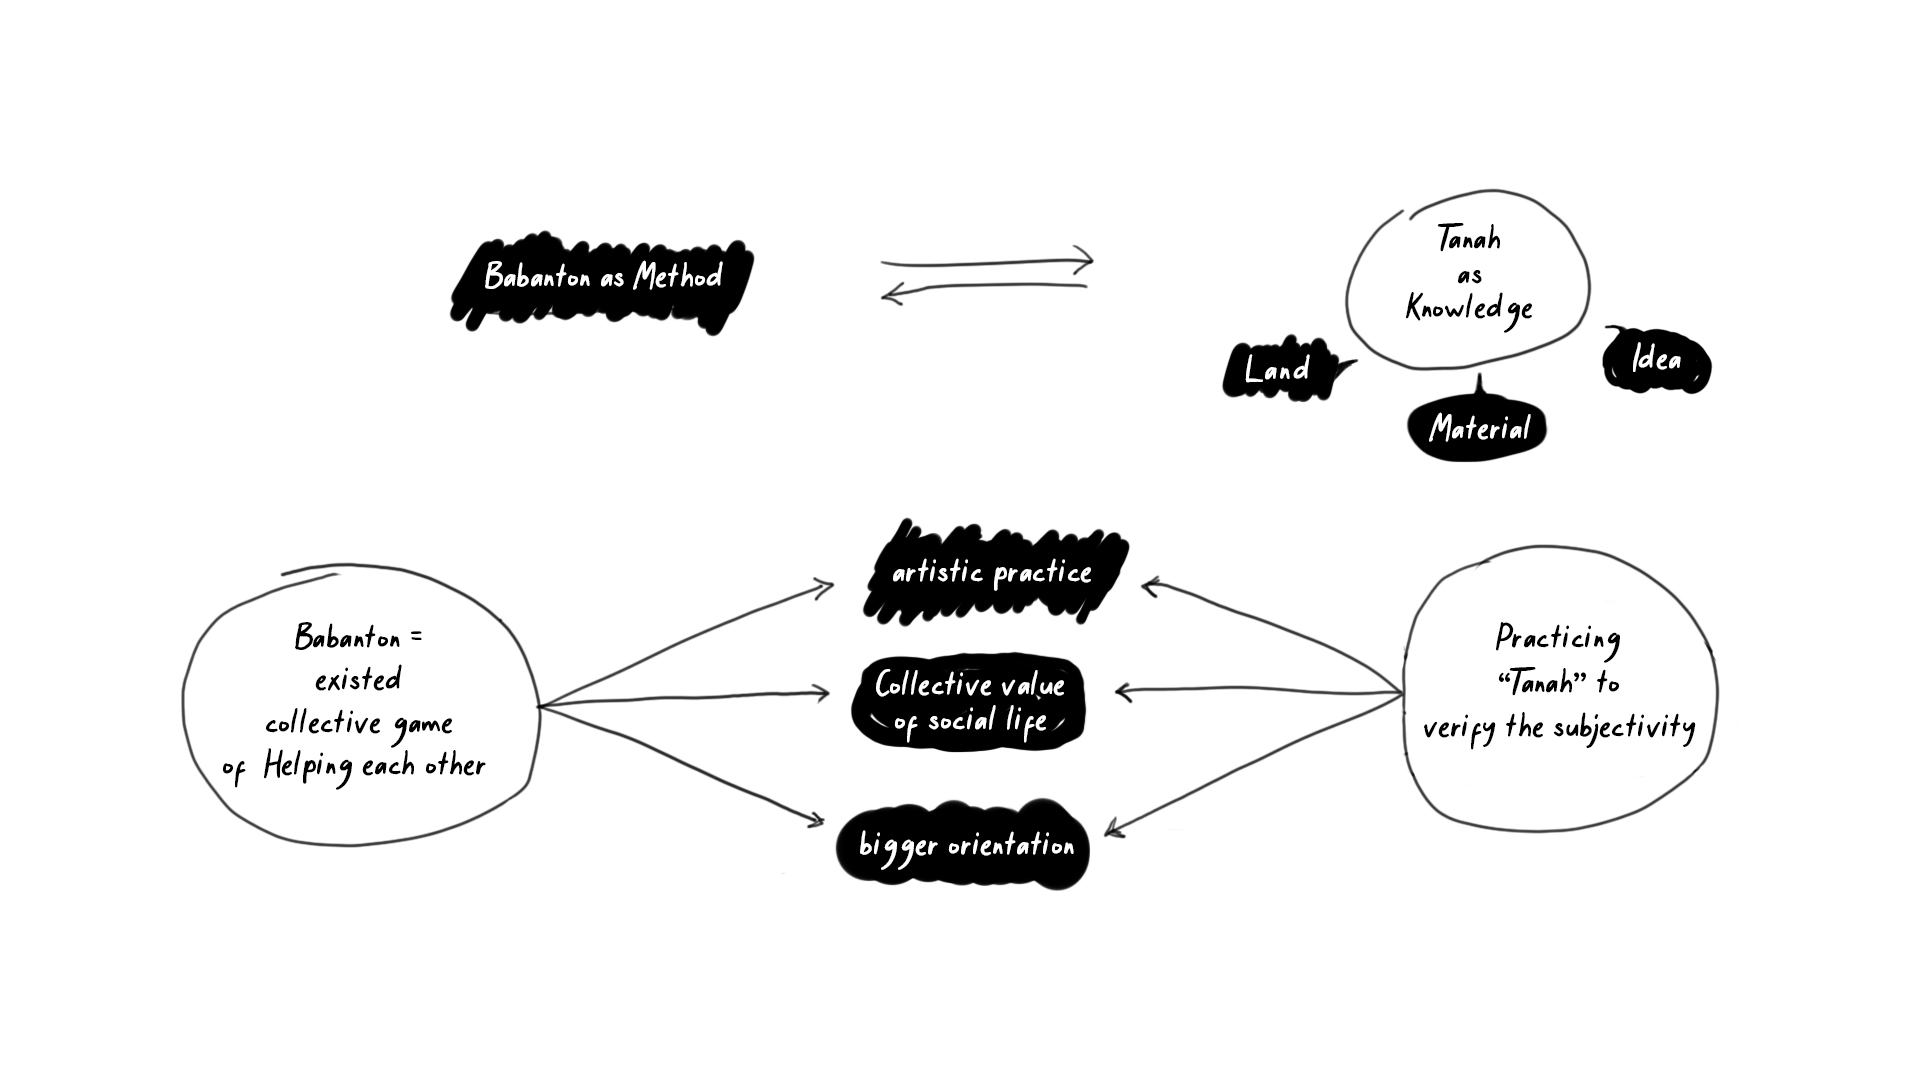 Babanton as Method
Tanah
as
Knowledge
Land
Idea
Material
artistic practice
Babanton =
existed
collective game
of Helping each other
Collective value
of social life
Practicing
“Tanah” to
verify the subjectivity
bigger orientation